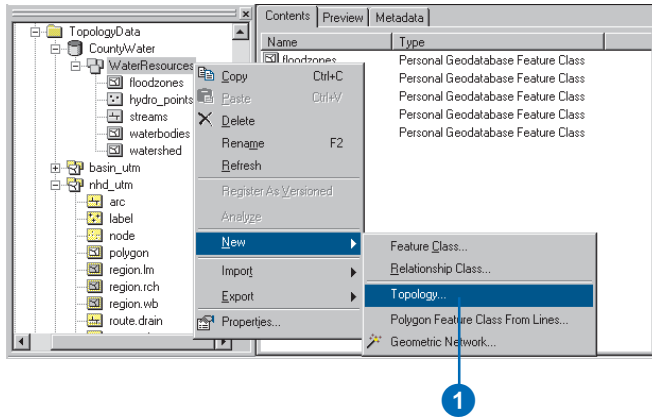 Contents Preview Metadata
Name Type
TopologyData
CountyWater
WaterResources
floodzones
hydro_points
streams
waterbodies
watershed
basin_utm
nhd_utm
arc
label
node
polygon
region.lm
region.rch
region.wb
route.drain
floodzones Personal Geodatabase Feature Class
Personal Geodatabase Feature Class
Personal Geodatabase Feature Class
Personal Geodatabase Feature Class
Personal Geodatabase Feature Class
Copy Ctrl+C
Paste Ctrl+V
Delete
Rename F2
Refresh
Register As Versioned
Analyze
New
Import
Export
Properties...
Feature Class...
Relationship Class...
Topology...
Polygon Feature Class From Lines...
Geometric Network...
1